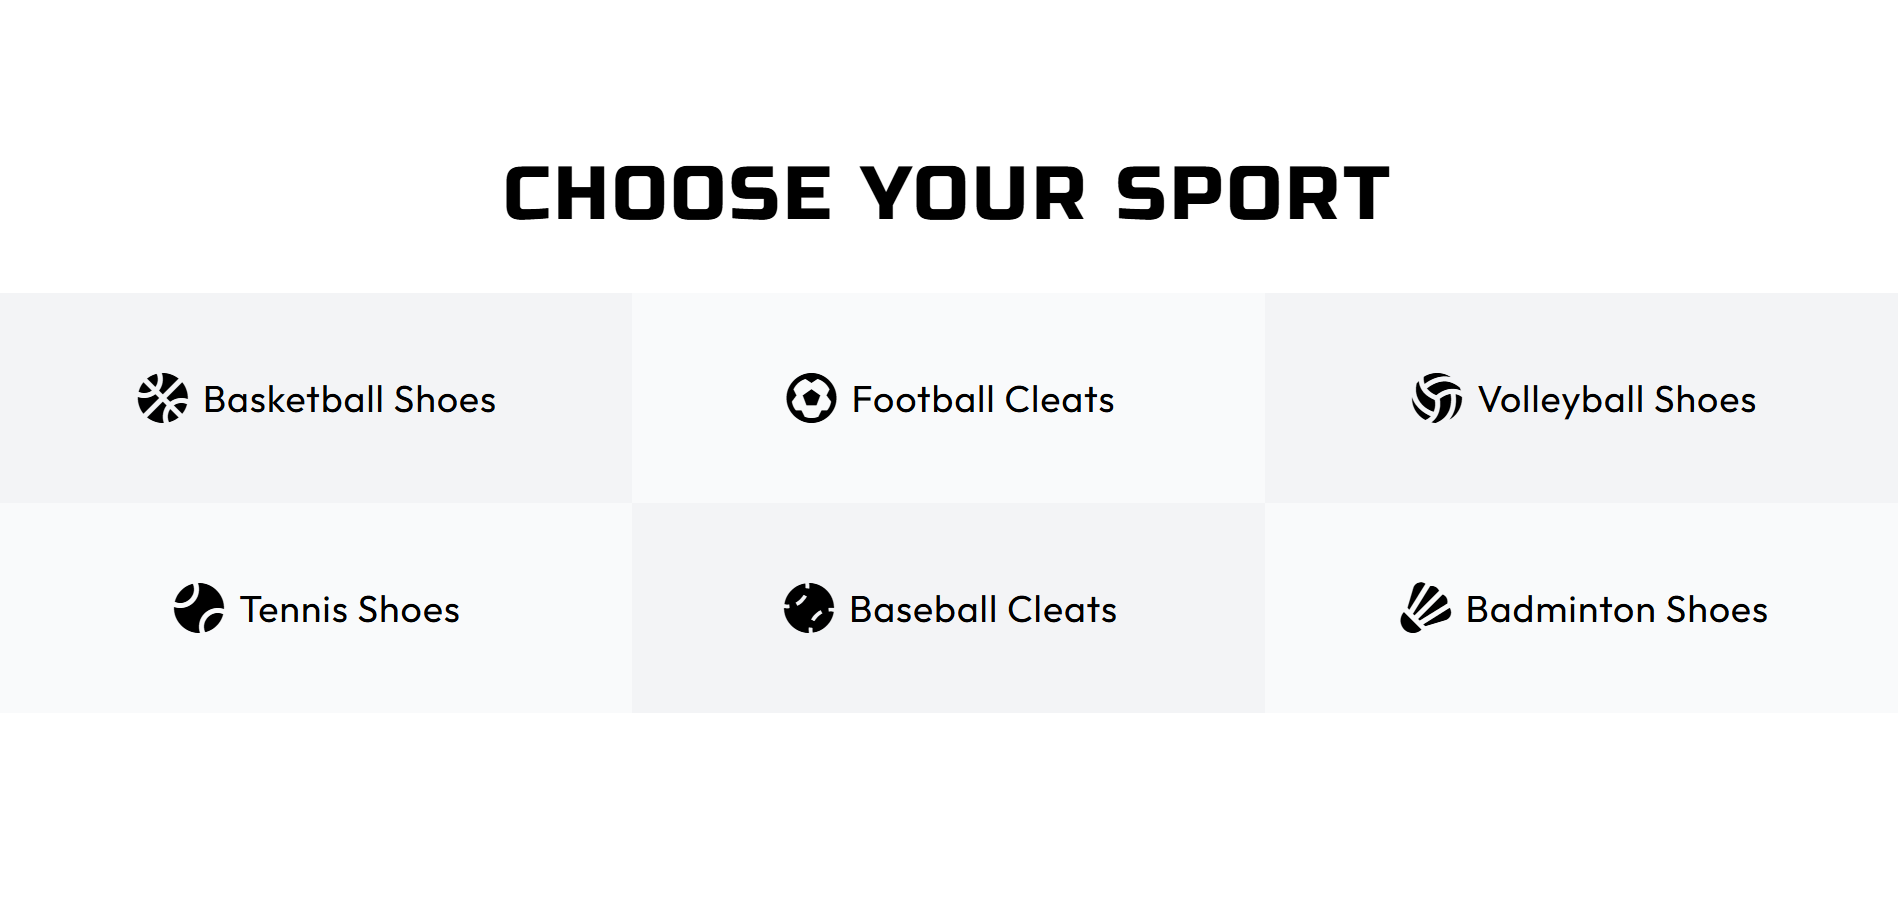 CHOOSE YOUR SPORT
Basketball Shoes
Football Cleats
Volleyball Shoes
Tennis Shoes
Baseball Cleats
Badminton Shoes